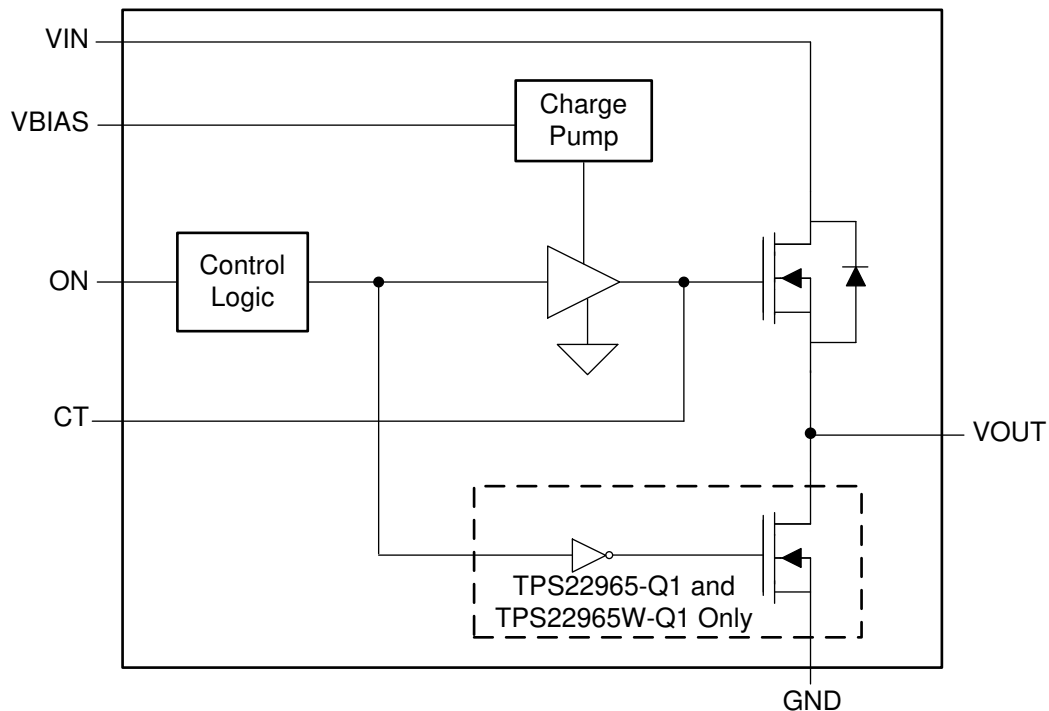 VIN
VBIAS
Charge
Pump
ON
Control
Logic
CT
VOUT
TPS22965-Q1 and
TPS22965W-Q1 Only
GND